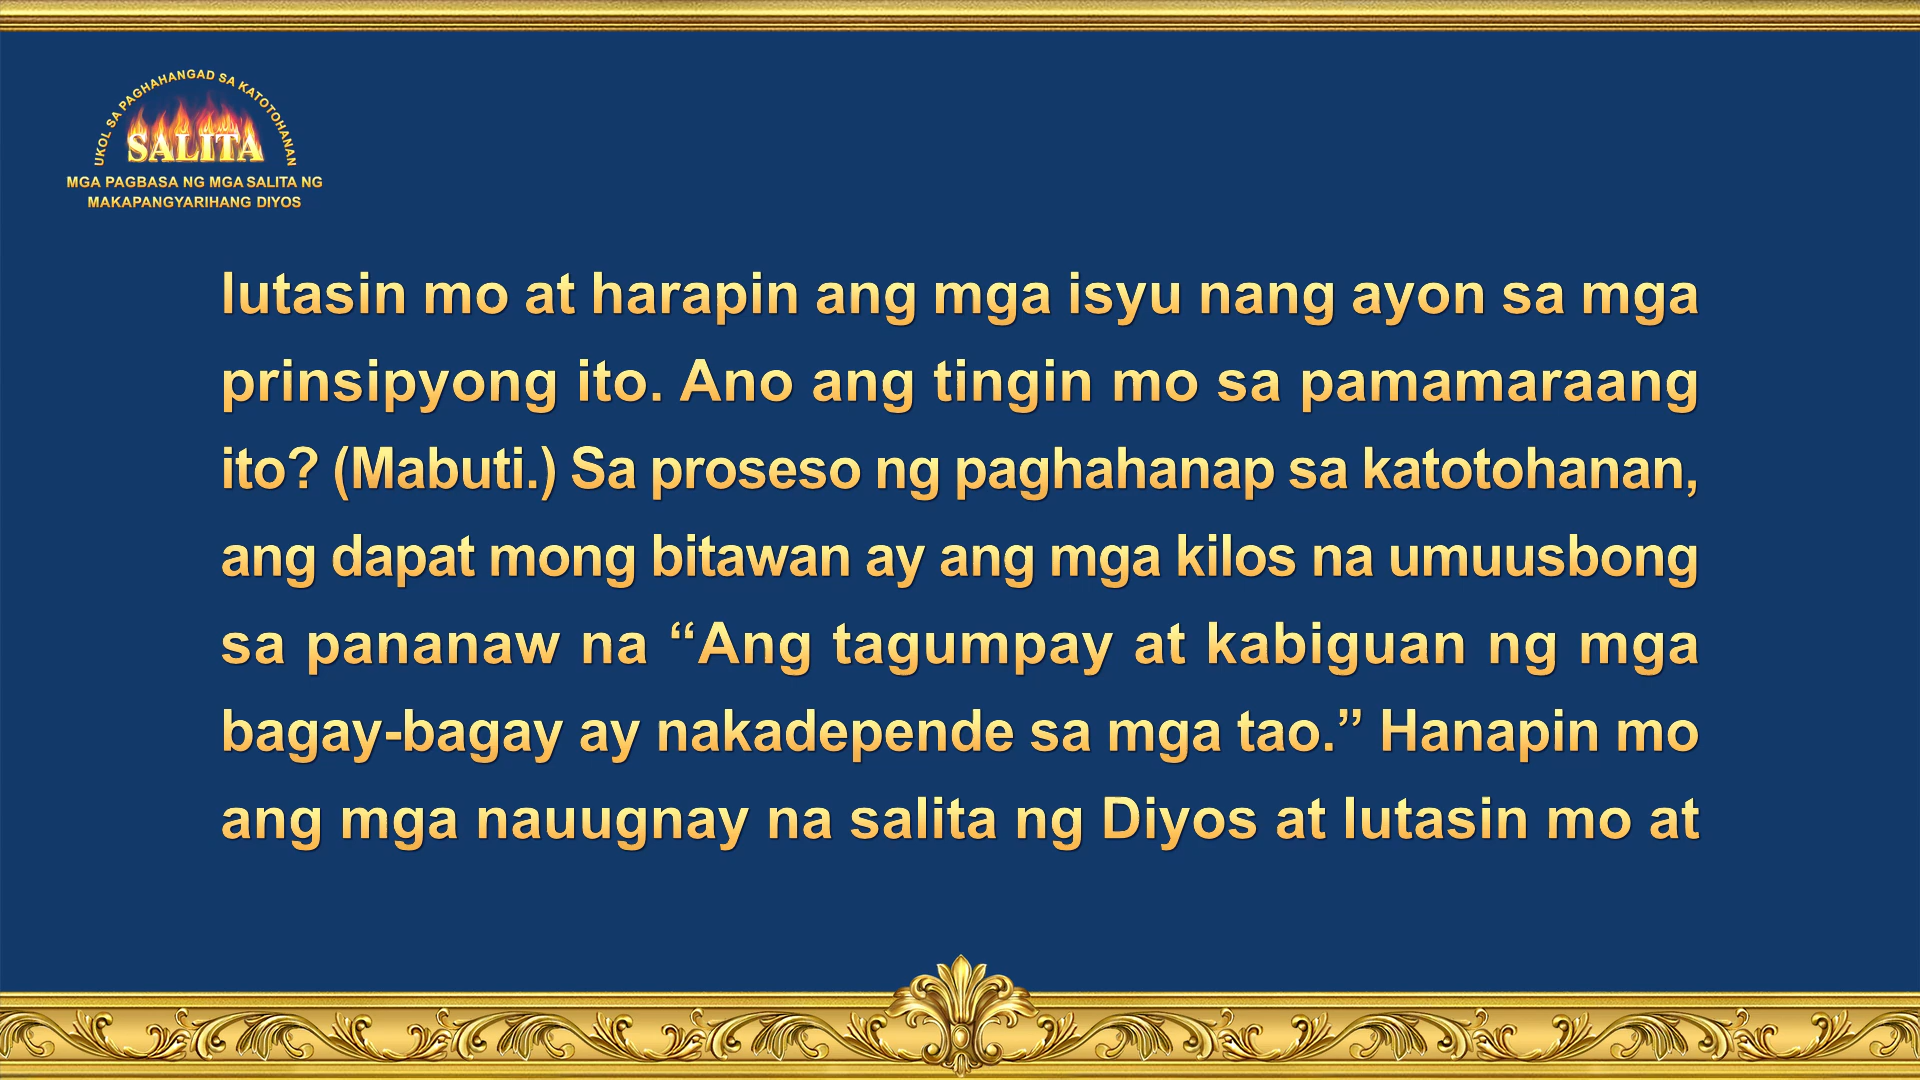 UKOL SA PAGHAHANGAD SA KATOTOHANAN
SALITA
MGA PAGBASA NG MGA SALITA NG
MAKAPANGYARIHANG DIYOS
lutasin mo at harapin ang mga isyu nang ayon sa mga
prinsipyong ito. Ano ang tingin mo sa pamamaraang
ito? (Mabuti.) Sa proseso ng paghahanap sa katotohanan,
ang dapat mong bitawan ay ang mga kilos na umuusbong
sa pananaw na “Ang tagumpay at kabiguan ng mga
bagay-bagay ay nakadepende sa mga tao.” Hanapin mo
ang mga nauugnay na salita ng Diyos at lutasin mo at